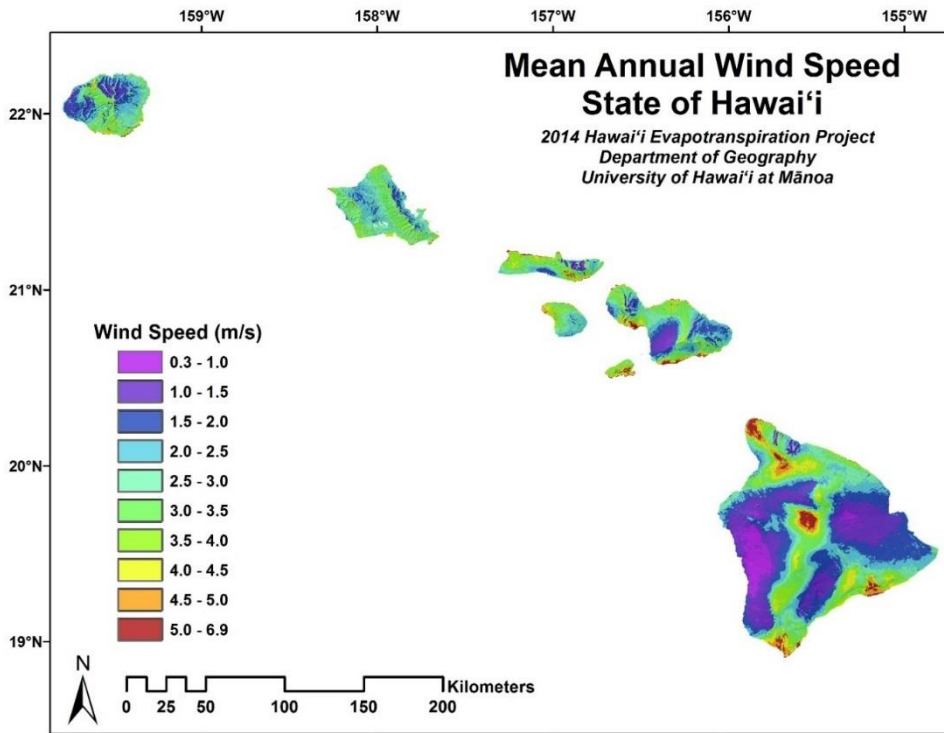 159°W 158°W 157°W 156°W 155°W
Mean Annual Wind Speed
State of Hawai‘i
2014 Hawai‘i Evapotranspiration Project
Department of Geography
University of Hawai‘i at Mānoa
22°N
21°N
20°N
19°N
Wind Speed (m/s)
0.3 - 1.0
1.0 - 1.5
1.5 - 2.0
2.0 - 2.5
2.5 - 3.0
3.0 - 3.5
3.5 - 4.0
4.0 - 4.5
4.5 - 5.0
5.0 - 6.9
N
Kilometers
0 25 50 100 150 200